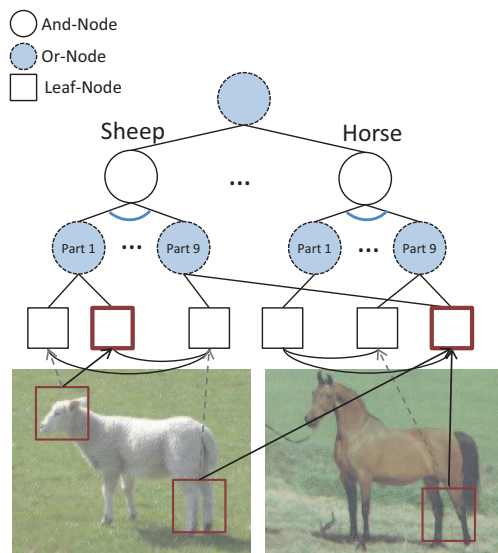 And-Node
Or-Node
Leaf-Node
Sheep
Horse
...
Part 1
...
Part 9
Part 1
...
Part 9